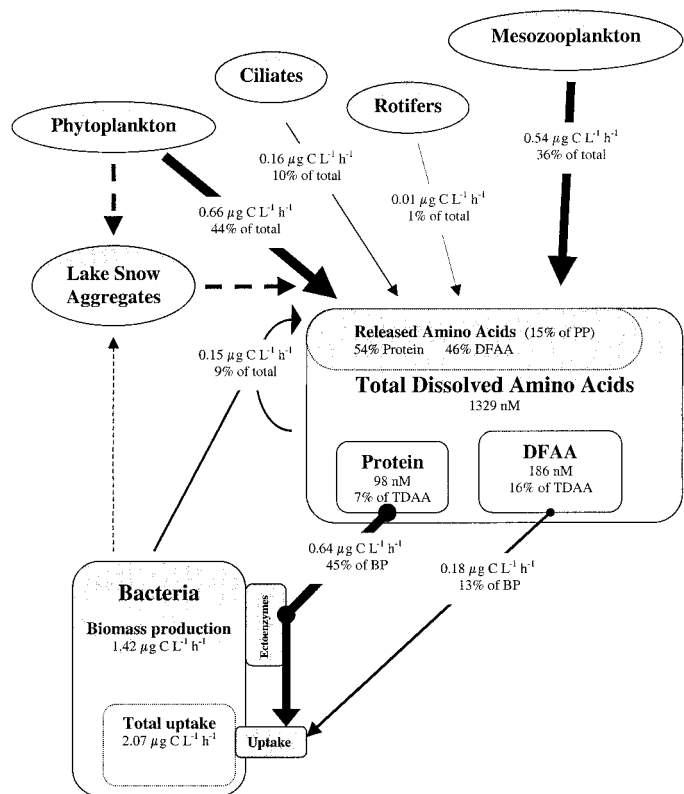 Mesozooplankton
Ciliates
Rotifers
Phytoplankton
0.54 µg C L⁻¹ h⁻¹
36% of total
0.16 µg C L⁻¹ h⁻¹
10% of total
0.01 µg C L⁻¹ h⁻¹
1% of total
0.66 µg C L⁻¹ h⁻¹
44% of total
Lake Snow
Aggregates
Released Amino Acids (15% of PP)
54% Protein 46% DFAA
0.15 µg C L⁻¹ h⁻¹
9% of total
Total Dissolved Amino Acids
1329 nM
Protein
98 nM
7% of TDAA
DFAA
186 nM
16% of TDAA
0.64 µg C L⁻¹ h⁻¹
45% of BP
0.18 µg C L⁻¹ h⁻¹
13% of BP
Bacteria
Biomass production
1.42 µg C L⁻¹ h⁻¹
Ectoenzymes
Total uptake
2.07 µg C L⁻¹ h⁻¹
Uptake